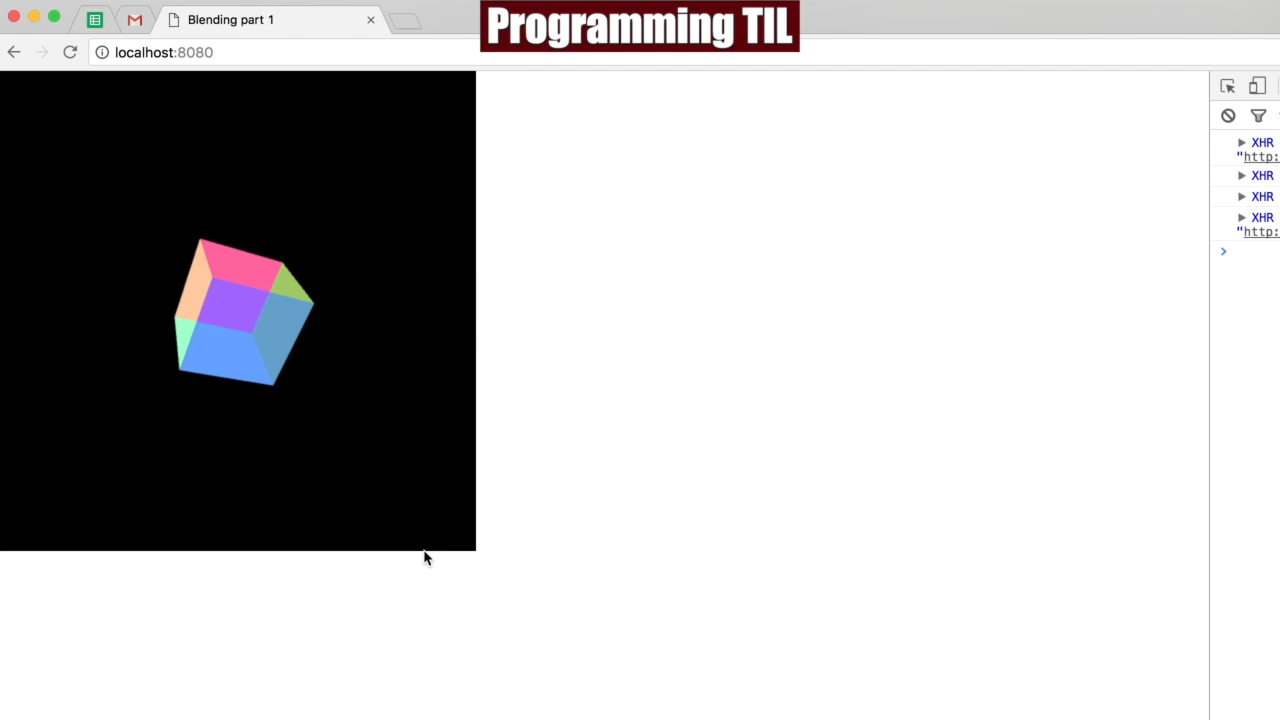 Programming TIL
Blending part 1
localhost:8080
XHR
"http:
XHR
XHR
XHR
"http: